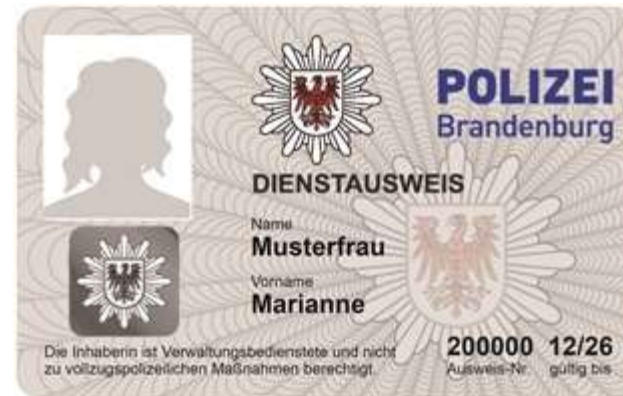 POLIZEI
Brandenburg
DIENSTAUSWEIS
Name
Musterfrau
Vorname
Marianne
Die Inhaberin ist Verwaltungsbedienstete und nicht
zu vollzugspolizeilichen Maßnahmen berechtigt.
200000 12/26
Ausweis-Nr. gültig bis